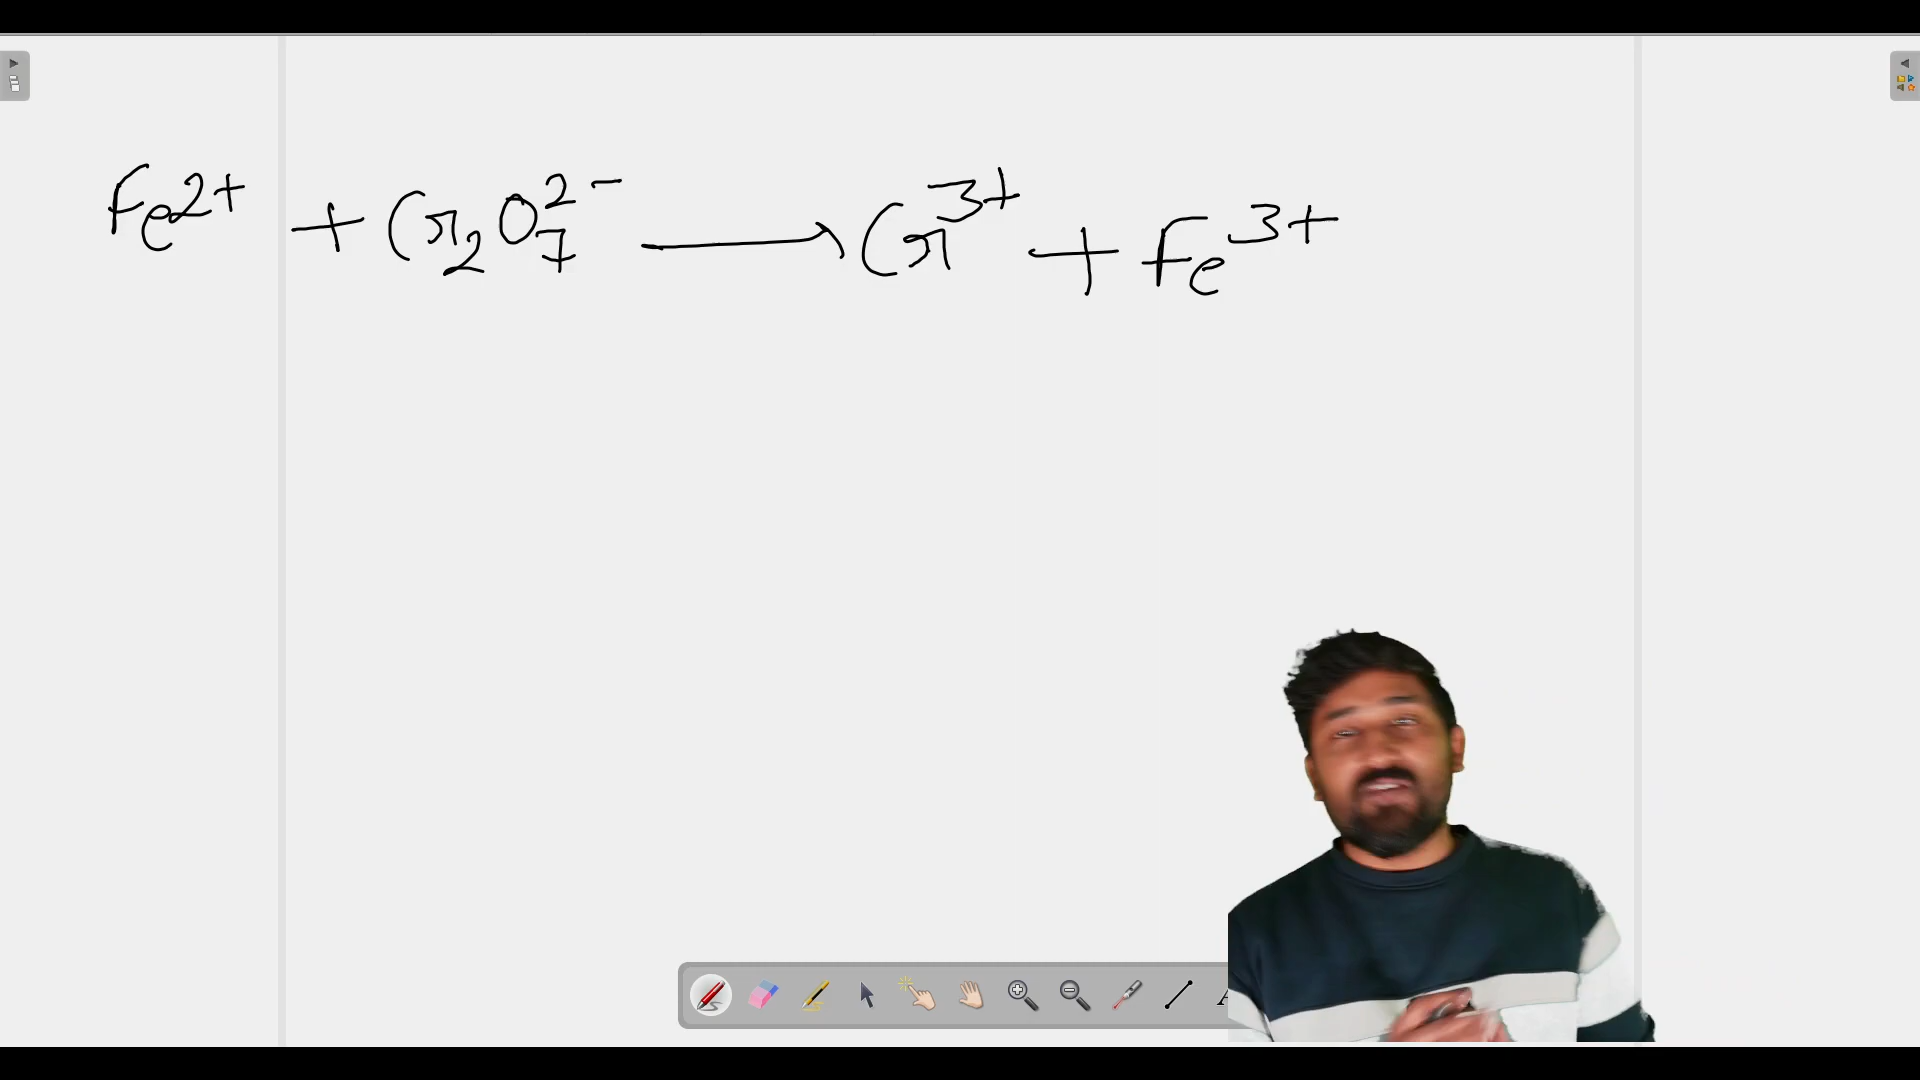 Fe²⁺ + Cr₂O₇²⁻ ⟶ Cr³⁺ + Fe³⁺